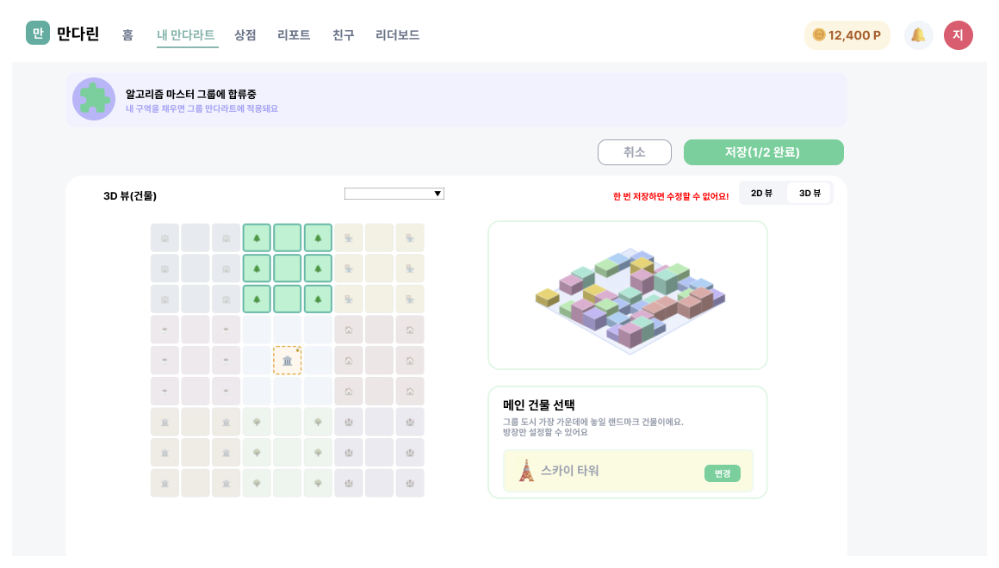 만 만다린 홈 내 만다라트 상점 리포트 친구 리더보드 12,400 P 지
알고리즘 마스터 그룹에 합류중
내 구역을 채우면 그룹 만다라트에 적용돼요
취소 저장(1/2 완료)
3D 뷰(건물) 한 번 저장하면 수정할 수 없어요! 2D 뷰 3D 뷰
메인 건물 선택
그룹 도시 가장 가운데에 놓일 랜드마크 건물이에요.
방장만 설정할 수 있어요
스카이 타워 변경